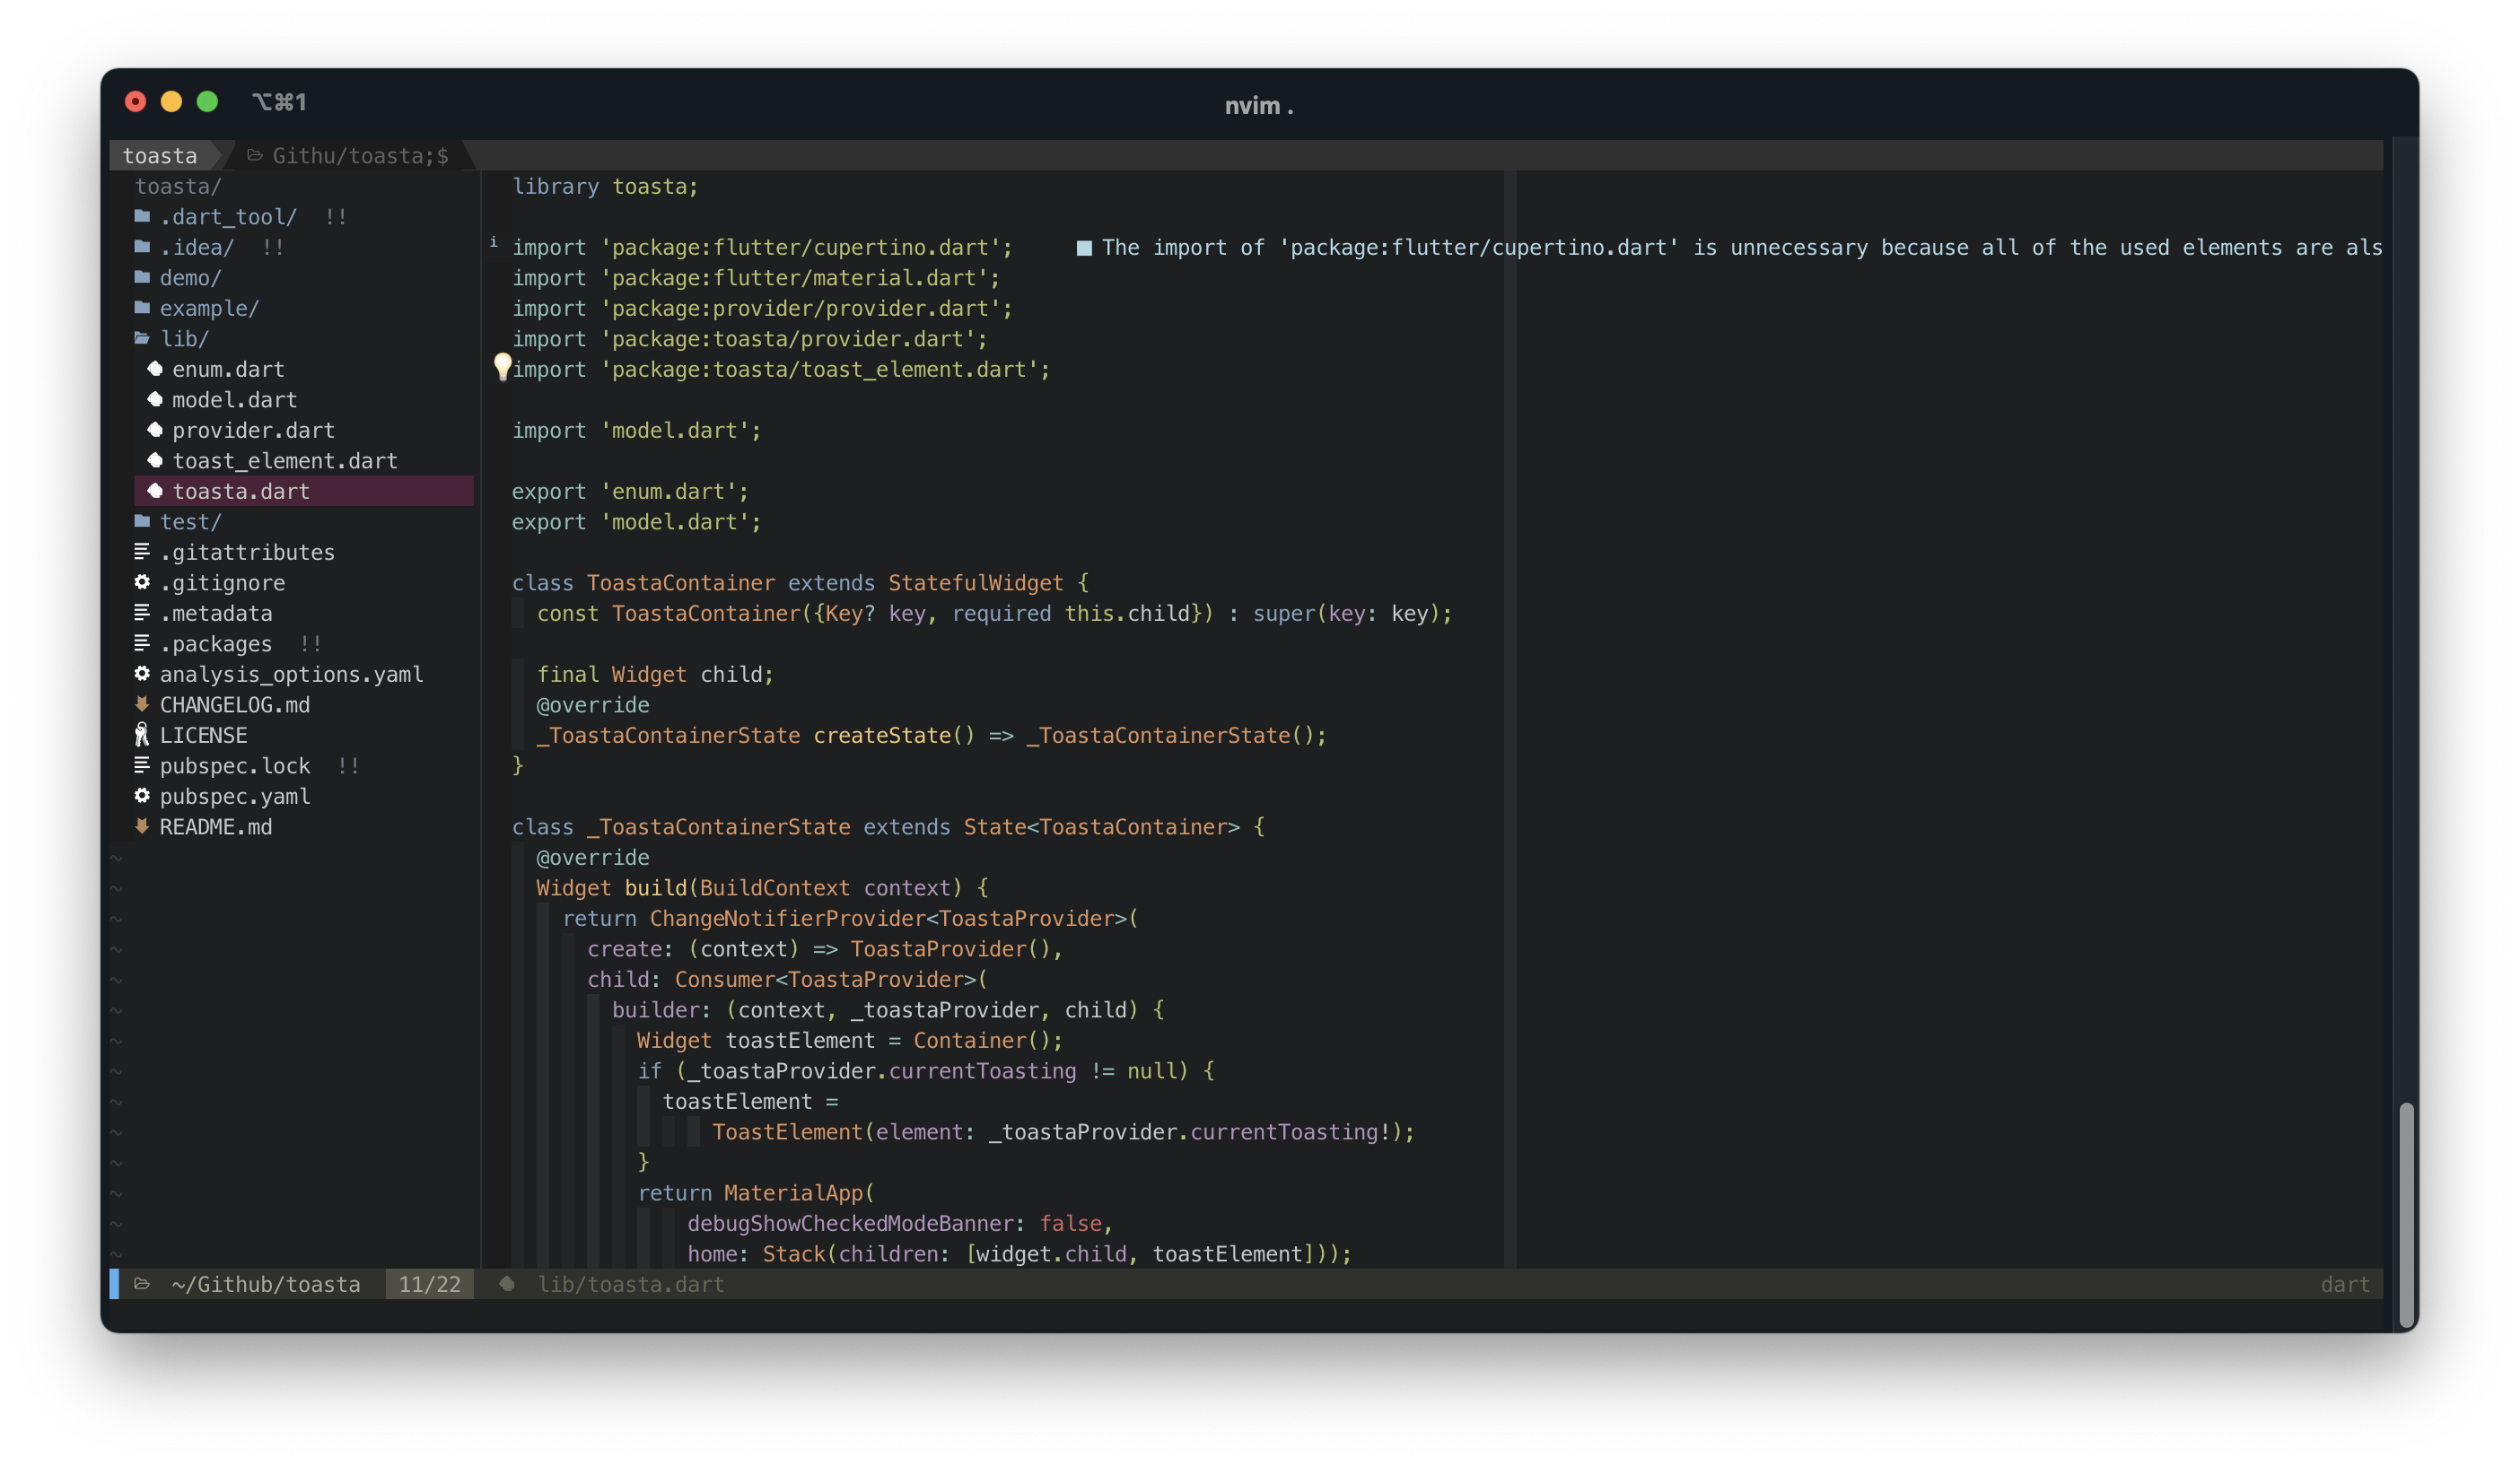 ⌥⌘1
nvim .
toasta
Githu/toasta;$
toasta/
.dart_tool/ !!
.idea/ !!
demo/
example/
lib/
enum.dart
model.dart
provider.dart
toast_element.dart
toasta.dart
test/
.gitattributes
.gitignore
.metadata
.packages !!
analysis_options.yaml
CHANGELOG.md
LICENSE
pubspec.lock !!
pubspec.yaml
README.md
~
~
~
~
~
~
~
~
~
~
~
~
~
~
library toasta;
i import 'package:flutter/cupertino.dart'; ■ The import of 'package:flutter/cupertino.dart' is unnecessary because all of the used elements are als
import 'package:flutter/material.dart';
import 'package:provider/provider.dart';
import 'package:toasta/provider.dart';
import 'package:toasta/toast_element.dart';
import 'model.dart';
export 'enum.dart';
export 'model.dart';
class ToastaContainer extends StatefulWidget {
const ToastaContainer({Key? key, required this.child}) : super(key: key);
final Widget child;
@override
_ToastaContainerState createState() => _ToastaContainerState();
}
class _ToastaContainerState extends State<ToastaContainer> {
@override
Widget build(BuildContext context) {
return ChangeNotifierProvider<ToastaProvider>(
create: (context) => ToastaProvider(),
child: Consumer<ToastaProvider>(
builder: (context, _toastaProvider, child) {
Widget toastElement = Container();
if (_toastaProvider.currentToasting != null) {
toastElement =
ToastElement(element: _toastaProvider.currentToasting!);
}
return MaterialApp(
debugShowCheckedModeBanner: false,
home: Stack(children: [widget.child, toastElement]));
~/Github/toasta 11/22 lib/toasta.dart dart